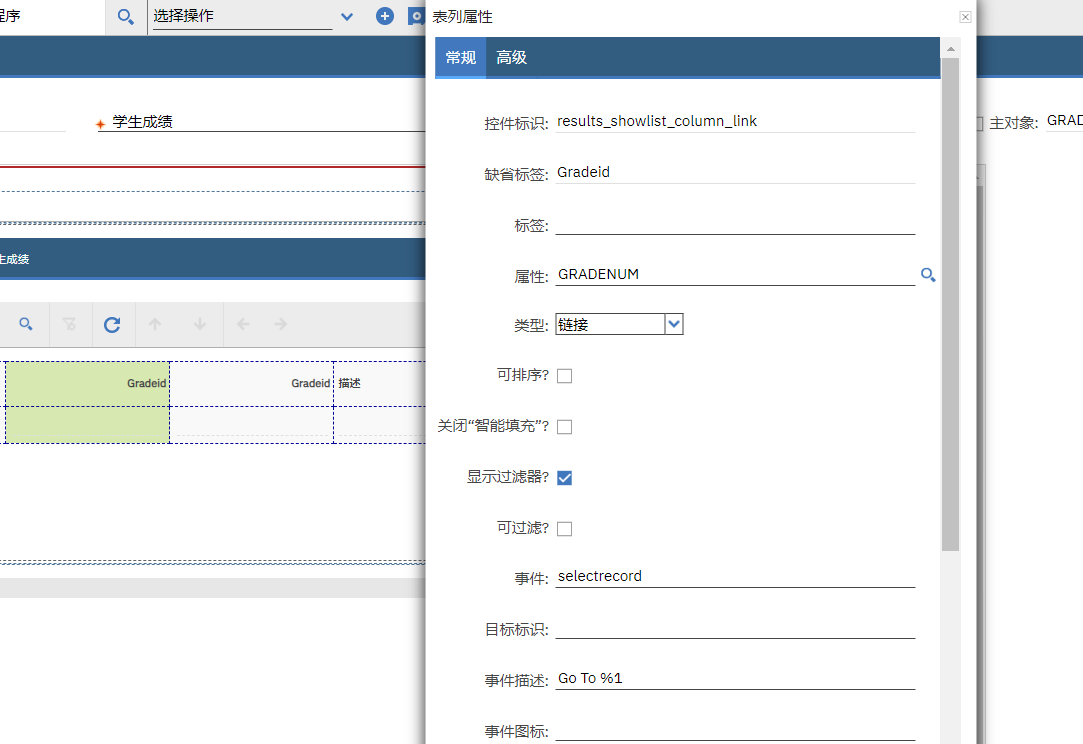 程序
选择操作
学生成绩
生成绩
Gradeid
Gradeid
描述
表列属性
常规
高级
控件标识: results_showlist_column_link
缺省标签: Gradeid
标签:
属性: GRADENUM
类型: 链接
可排序?
关闭“智能填充”?
显示过滤器?
可过滤?
事件: selectrecord
目标标识:
事件描述: Go To %1
事件图标:
主对象: GRAD